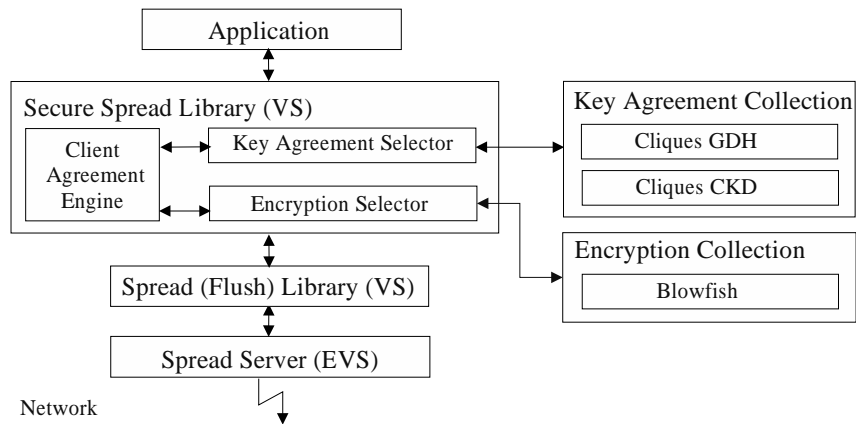 Application
Secure Spread Library (VS)
Client
Agreement
Engine
Key Agreement Selector
Encryption Selector
Key Agreement Collection
Cliques GDH
Cliques CKD
Encryption Collection
Blowfish
Spread (Flush) Library (VS)
Spread Server (EVS)
Network